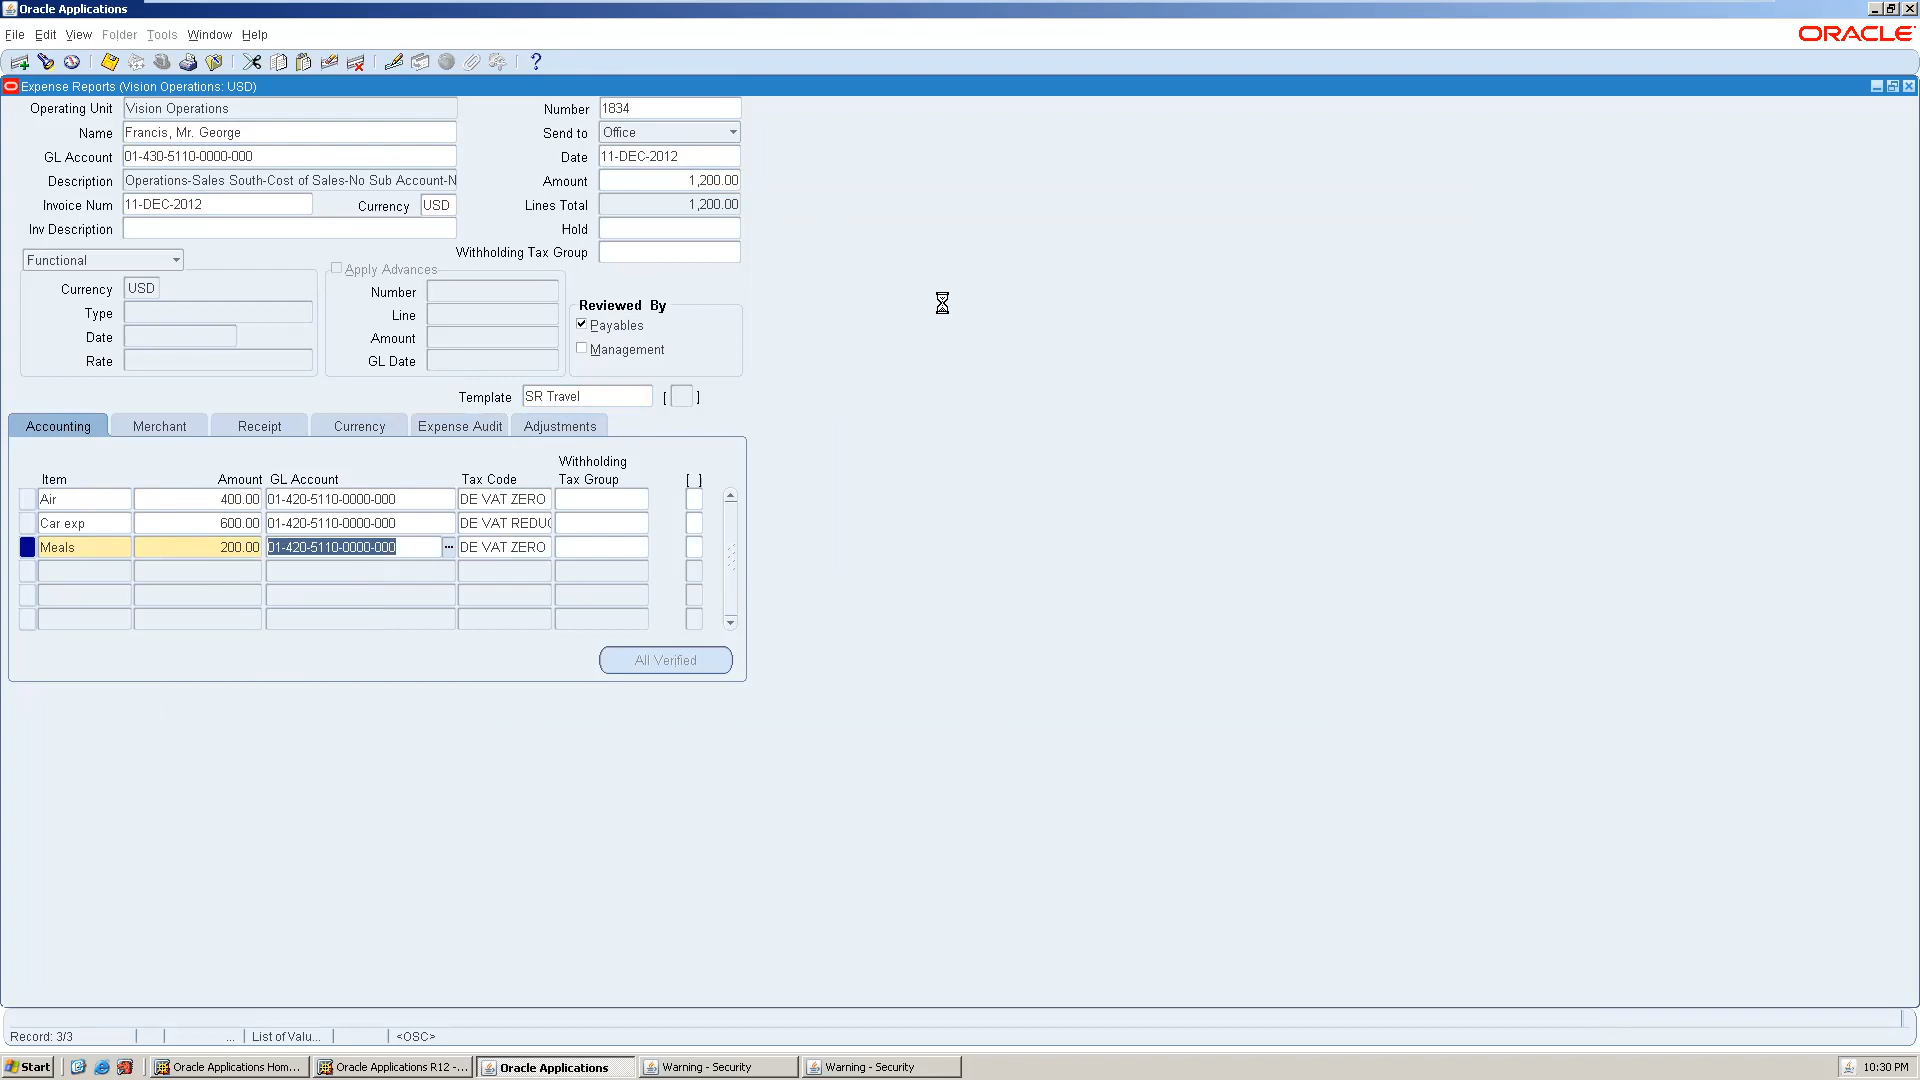 Oracle Applications
File Edit View Folder Tools Window Help
ORACLE
Expense Reports (Vision Operations: USD)
Operating Unit Vision Operations Number 1834
Name Francis, Mr. George Send to Office
GL Account 01-430-5110-0000-000 Date 11-DEC-2012
Description Operations-Sales South-Cost of Sales-No Sub Account-N Amount 1,200.00
Invoice Num 11-DEC-2012 Currency USD Lines Total 1,200.00
Inv Description Hold
Withholding Tax Group
Functional
Apply Advances
Currency USD Number
Reviewed By
Type Line Payables
Date Amount Management
Rate GL Date
Template SR Travel [ ]
Accounting Merchant Receipt Currency Expense Audit Adjustments
Withholding
Item Amount GL Account Tax Code Tax Group [ ]
Air 400.00 01-420-5110-0000-000 DE VAT ZERO
Car exp 600.00 01-420-5110-0000-000 DE VAT REDUC
Meals 200.00 01-420-5110-0000-000 ... DE VAT ZERO
All Verified
Record: 3/3 ... List of Valu... <OSC>
Start Oracle Applications Hom... Oracle Applications R12 -... Oracle Applications Warning - Security Warning - Security 10:30 PM